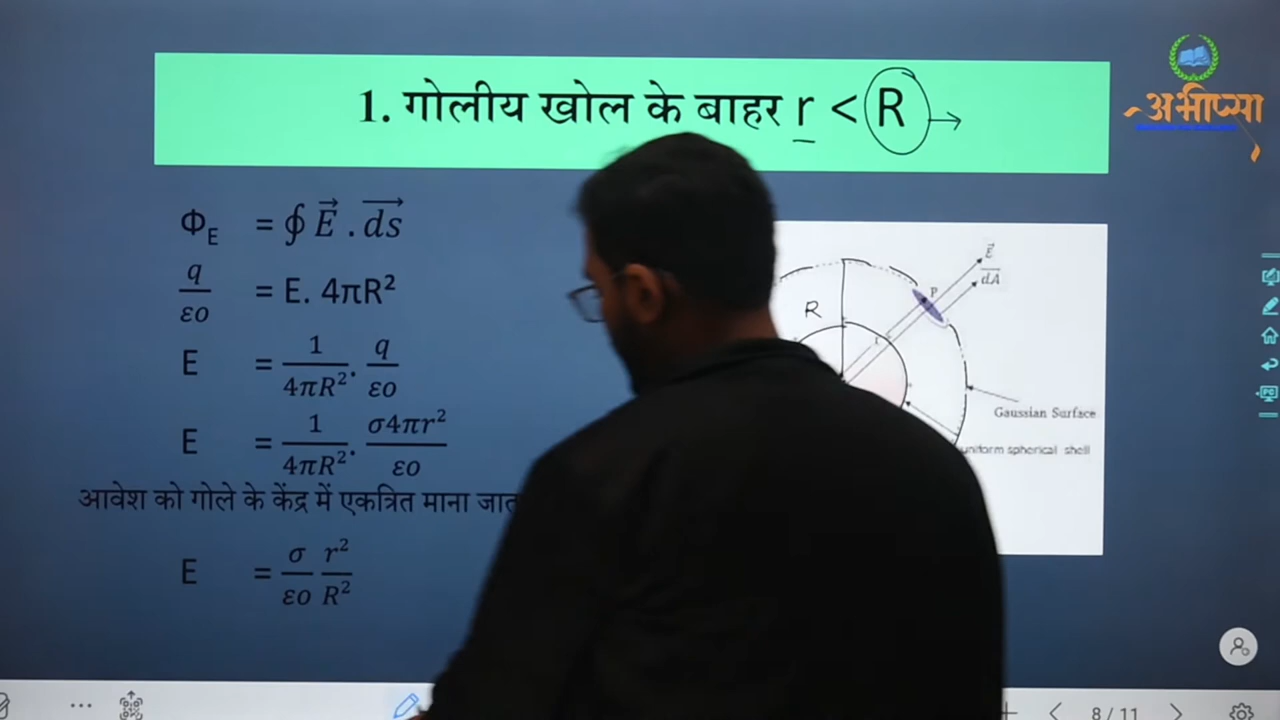 1. गोलीय खोल के बाहर r < R
अभीप्सा
Φ_E = ∮ E⃗ . ds⃗
q/εo = E. 4πR²
E = 1/4πR² . q/εo
E = 1/4πR² . σ4πr²/εo
आवेश को गोले के केंद्र में एकत्रित माना
E = σ/εo r²/R²
E⃗
dA⃗
P
R
Gaussian Surface
uniform spherical shell
8 / 11